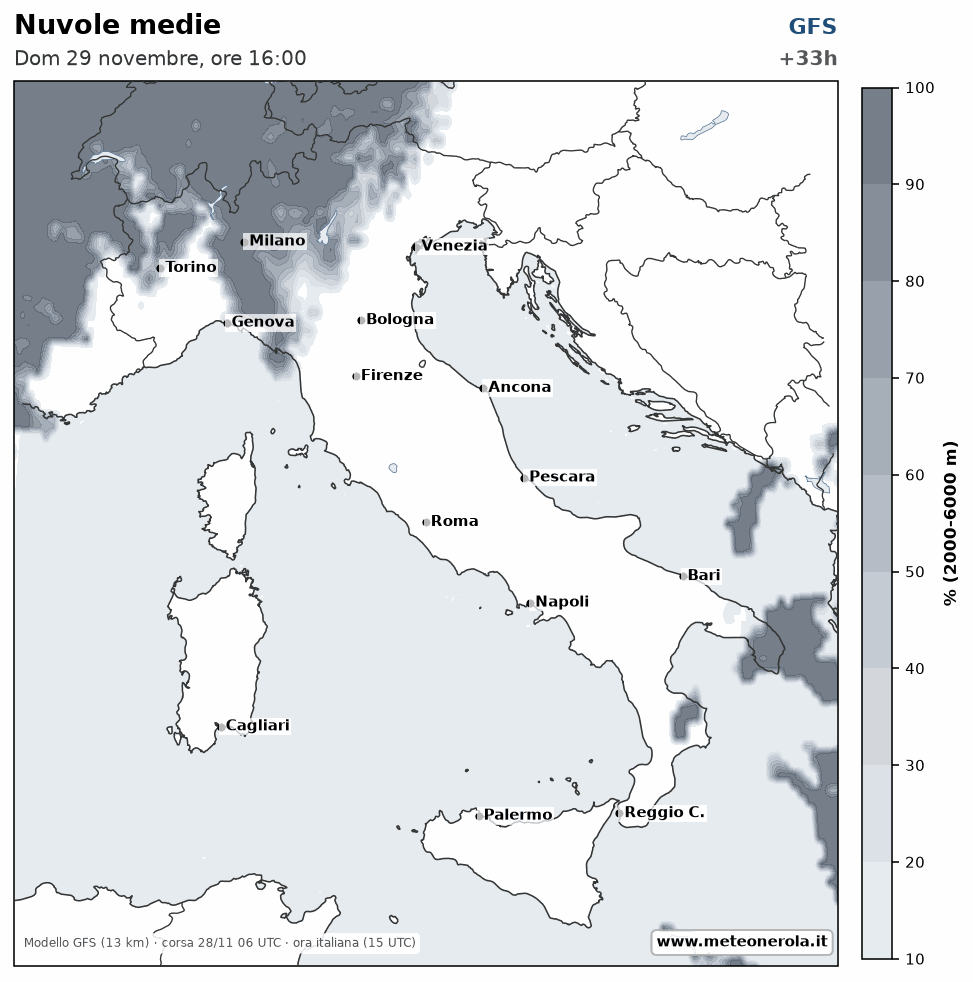 Nuvole medie
GFS
Dom 29 novembre, ore 16:00
+33h
Milano
Venezia
Torino
Genova
Bologna
Firenze
Ancona
Pescara
Roma
Bari
Napoli
Cagliari
Palermo
Reggio C.
100
90
80
70
60
50
40
30
20
10
% (2000-6000 m)
Modello GFS (13 km) · corsa 28/11 06 UTC · ora italiana (15 UTC)
www.meteonerola.it